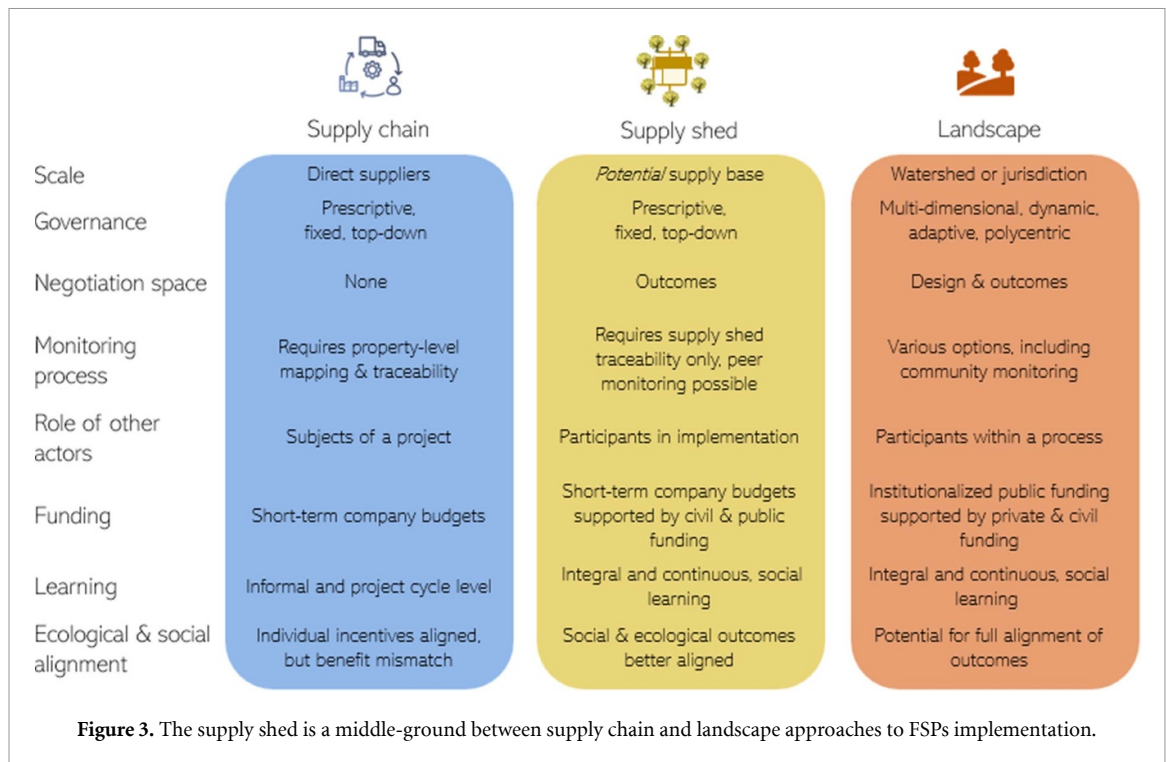 Supply chain
Supply shed
Landscape
Scale
Direct suppliers
Potential supply base
Watershed or jurisdiction
Governance
Prescriptive,
fixed, top-down
Prescriptive,
fixed, top-down
Multi-dimensional, dynamic,
adaptive, polycentric
Negotiation space
None
Outcomes
Design & outcomes
Monitoring
process
Requires property-level
mapping & traceability
Requires supply shed
traceability only, peer
monitoring possible
Various options, including
community monitoring
Role of other
actors
Subjects of a project
Participants in implementation
Participants within a process
Funding
Short-term company budgets
Short-term company budgets
supported by civil & public
funding
Institutionalized public funding
supported by private & civil
funding
Learning
Informal and project cycle level
Integral and continuous, social
learning
Integral and continuous, social
learning
Ecological & social
alignment
Individual incentives aligned,
but benefit mismatch
Social & ecological outcomes
better aligned
Potential for full alignment of
outcomes
Figure 3. The supply shed is a middle-ground between supply chain and landscape approaches to FSPs implementation.